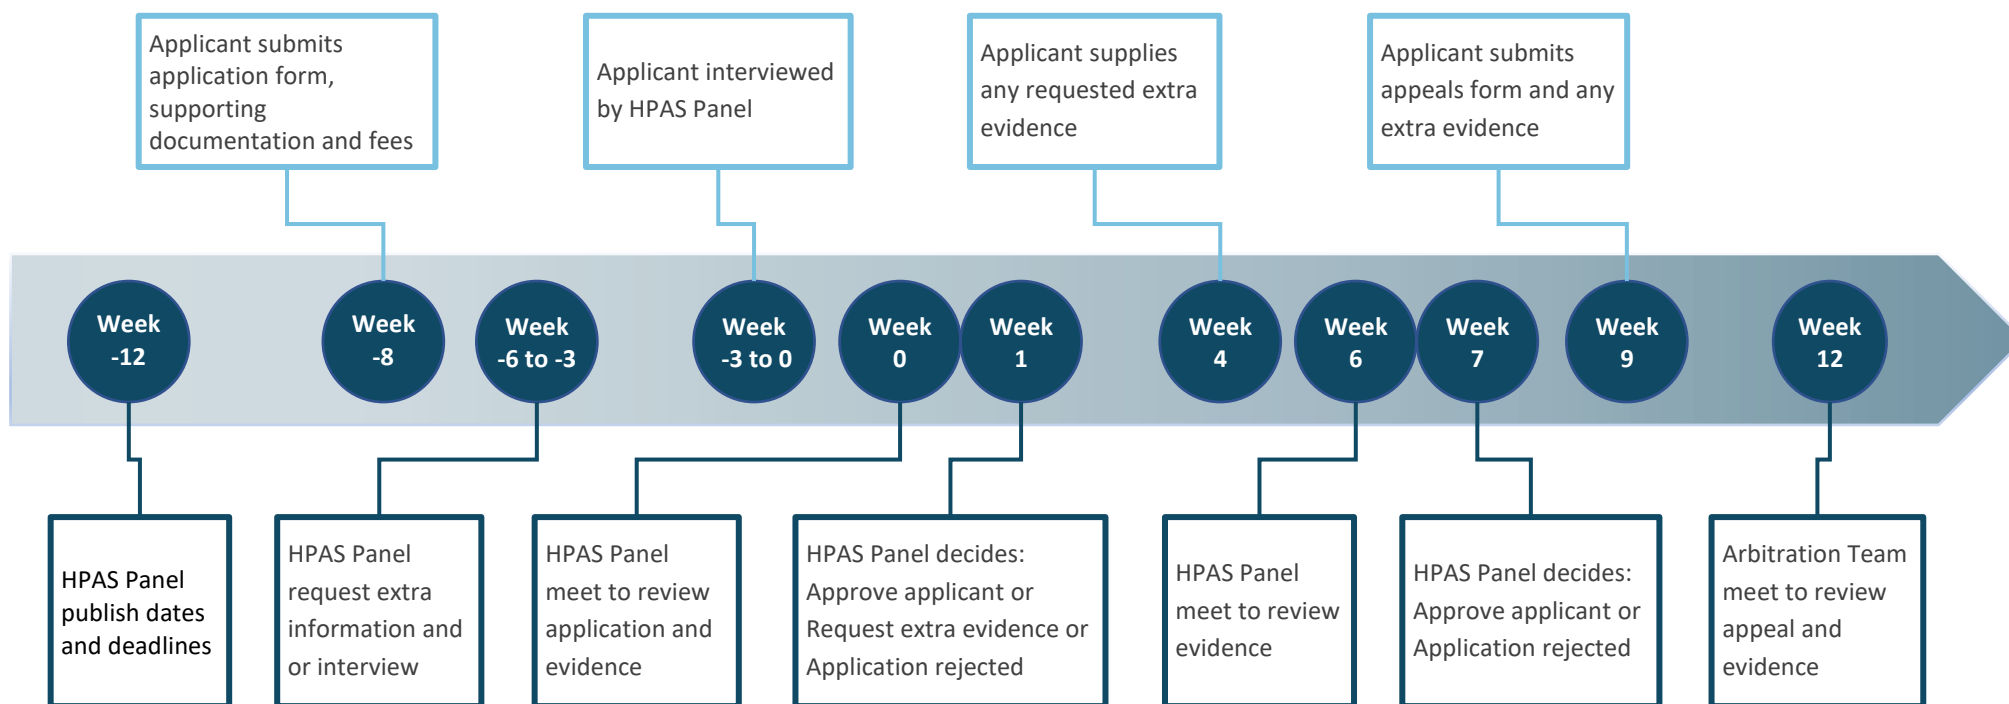 Applicant submits
application form,
supporting
documentation and fees
Applicant interviewed
by HPAS Panel
Applicant supplies
any requested extra
evidence
Applicant submits
appeals form and any
extra evidence
Week
-12
Week
-8
Week
-6 to -3
Week
-3 to 0
Week
0
Week
1
Week
4
Week
6
Week
7
Week
9
Week
12
HPAS Panel
publish dates
and deadlines
HPAS Panel
request extra
information and
or interview
HPAS Panel
meet to review
application and
evidence
HPAS Panel decides:
Approve applicant or
Request extra evidence or
Application rejected
HPAS Panel
meet to review
evidence
HPAS Panel decides:
Approve applicant or
Application rejected
Arbitration Team
meet to review
appeal and
evidence